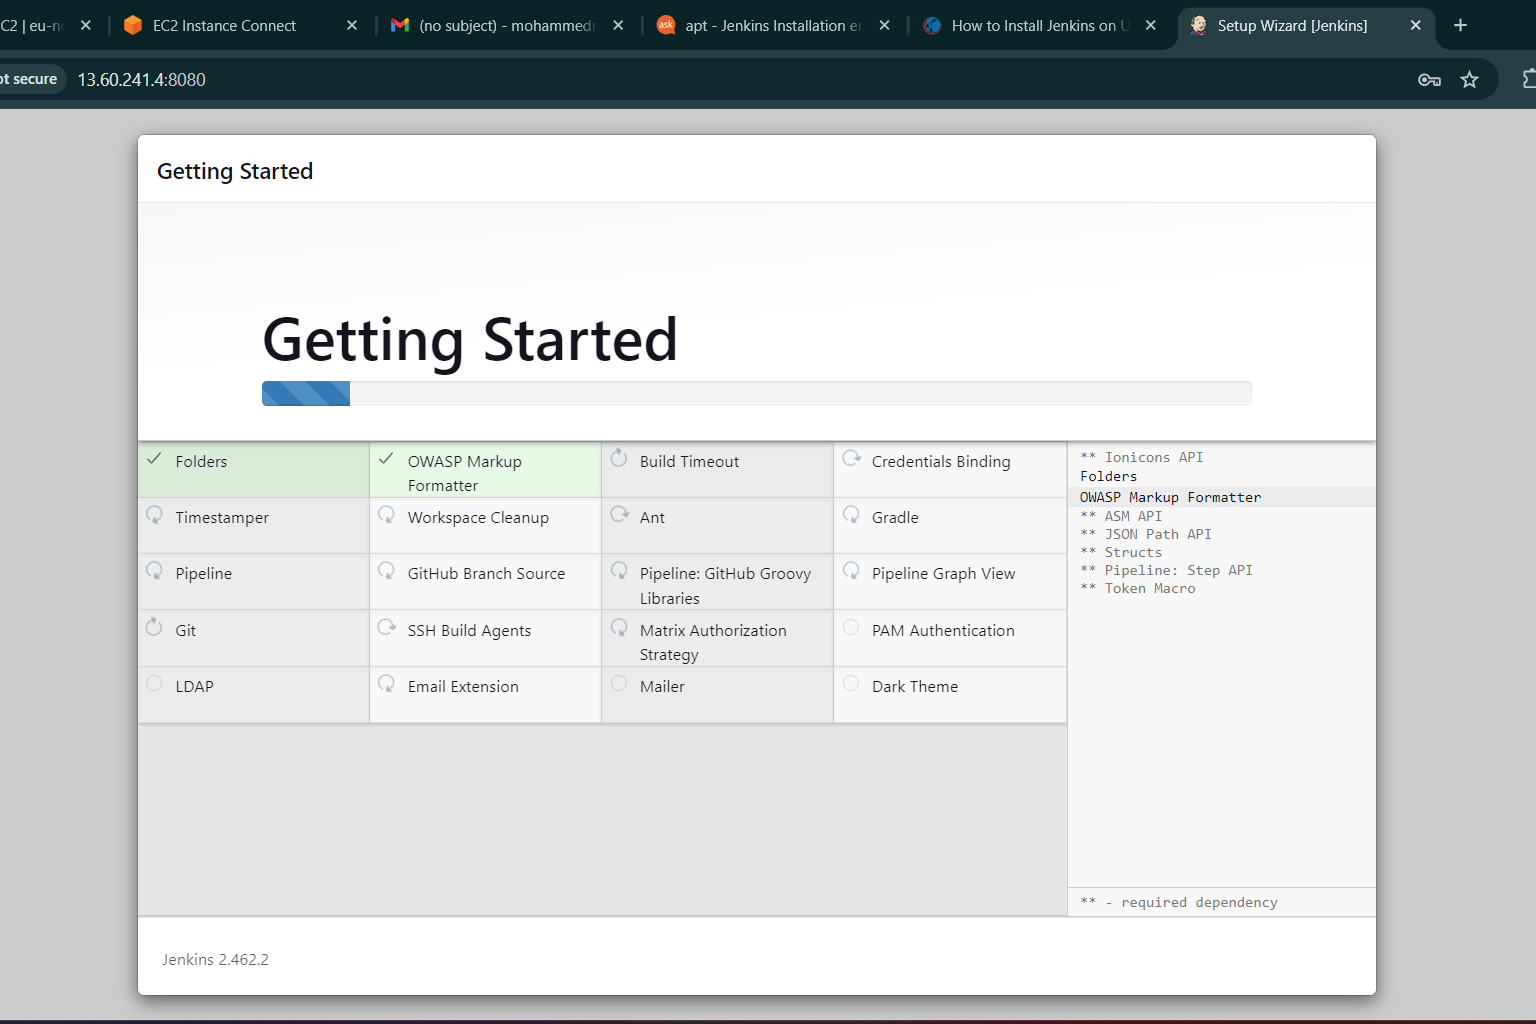 C2 | eu-n
EC2 Instance Connect
(no subject) - mohammed
apt - Jenkins Installation er
How to Install Jenkins on U
Setup Wizard [Jenkins]
ot secure
13.60.241.4:8080
Getting Started
Getting Started
Folders
OWASP Markup
Formatter
Build Timeout
Credentials Binding
Timestamper
Workspace Cleanup
Ant
Gradle
Pipeline
GitHub Branch Source
Pipeline: GitHub Groovy
Libraries
Pipeline Graph View
Git
SSH Build Agents
Matrix Authorization
Strategy
PAM Authentication
LDAP
Email Extension
Mailer
Dark Theme
** Ionicons API
Folders
OWASP Markup Formatter
** ASM API
** JSON Path API
** Structs
** Pipeline: Step API
** Token Macro
** - required dependency
Jenkins 2.462.2